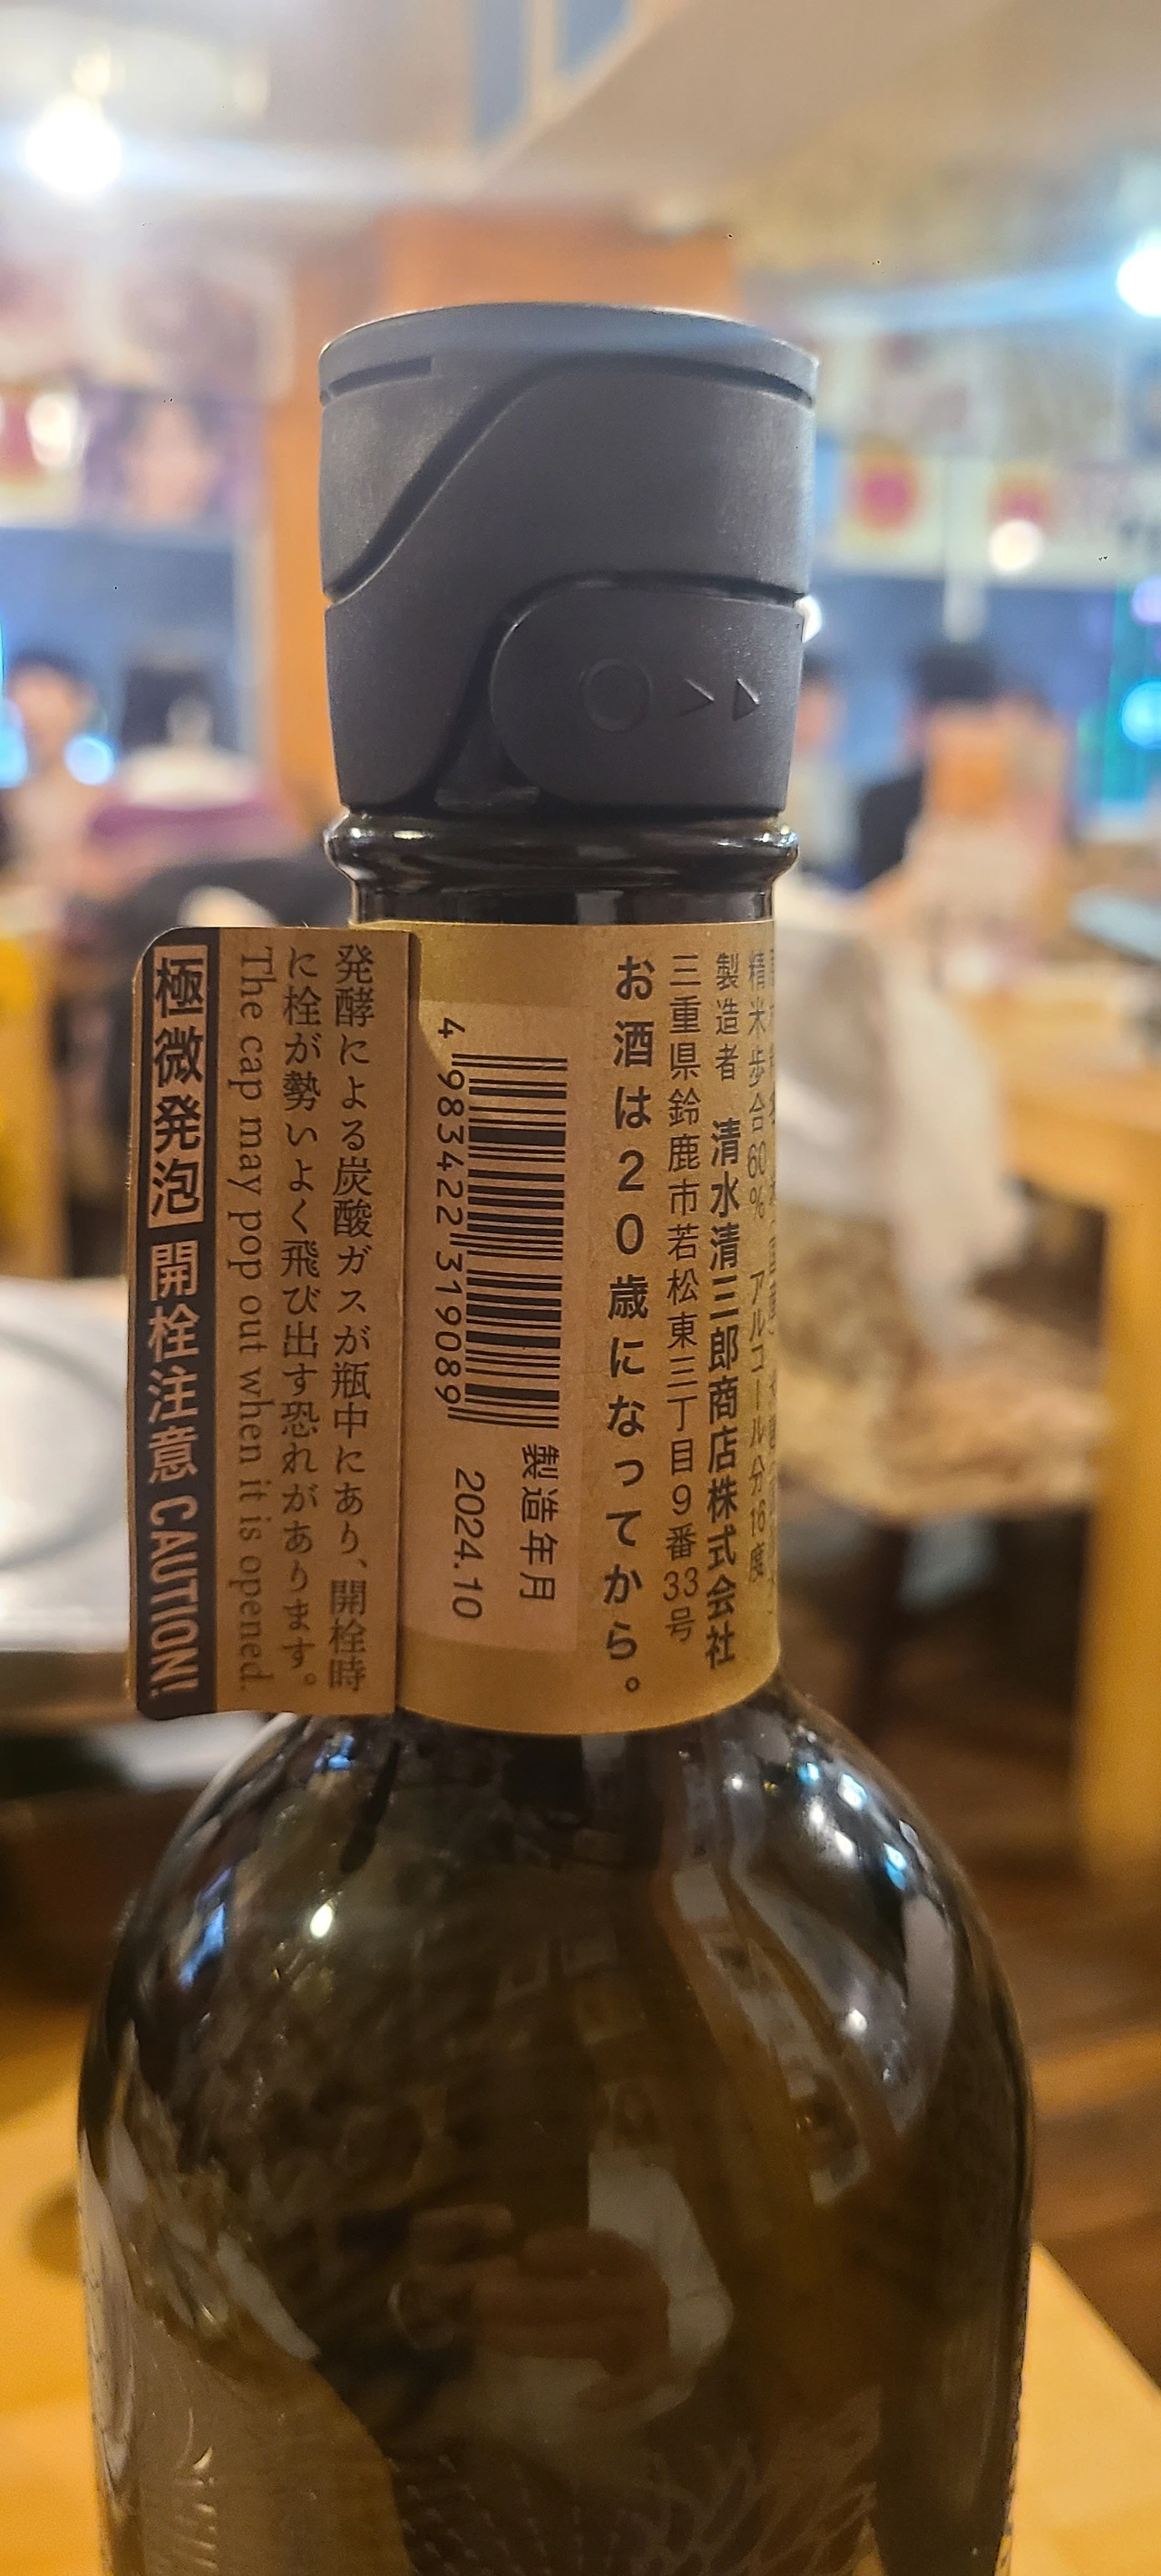 精米歩合60% アルコール分16度
製造者 清水清三郎商店株式会社
三重県鈴鹿市若松東三丁目9番33号
お酒は20歳になってから。
製造年月
2024.10
4983422319089
発酵による炭酸ガスが瓶中にあり、開栓時
に栓が勢いよく飛び出す恐れがあります。
The cap may pop out when it is opened.
極微発泡 開栓注意 CAUTION!